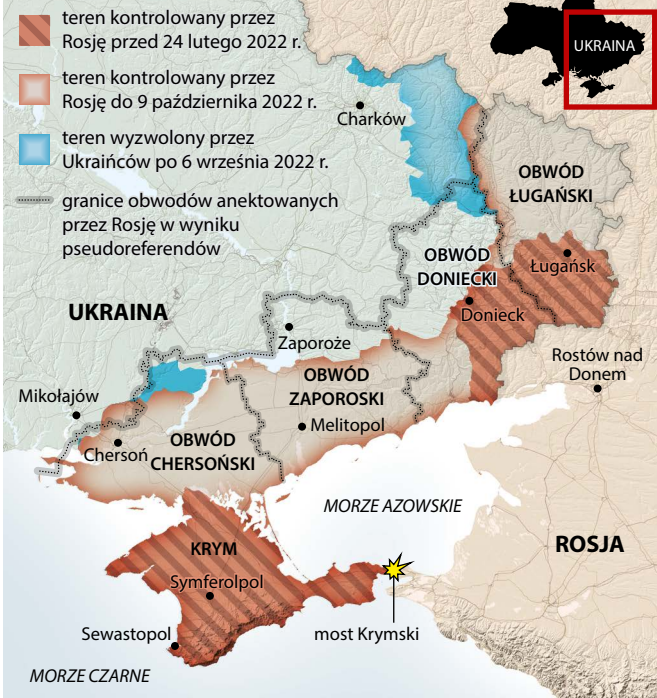 teren kontrolowany przez
Rosję przed 24 lutego 2022 r.
teren kontrolowany przez
Rosję do 9 października 2022 r.
teren wyzwolony przez
Ukraińców po 6 września 2022 r.
granice obwodów anektowanych
przez Rosję w wyniku
pseudoreferendów
UKRAINA
Charków
OBWÓD
ŁUGAŃSKI
OBWÓD
DONIECKI
Ługańsk
UKRAINA
Donieck
Zaporoże
Rostów nad
Donem
OBWÓD
ZAPOROSKI
Mikołajów
Melitopol
Chersoń
OBWÓD
CHERSOŃSKI
MORZE AZOWSKIE
ROSJA
KRYM
Symferolpol
Sewastopol
most Krymski
MORZE CZARNE